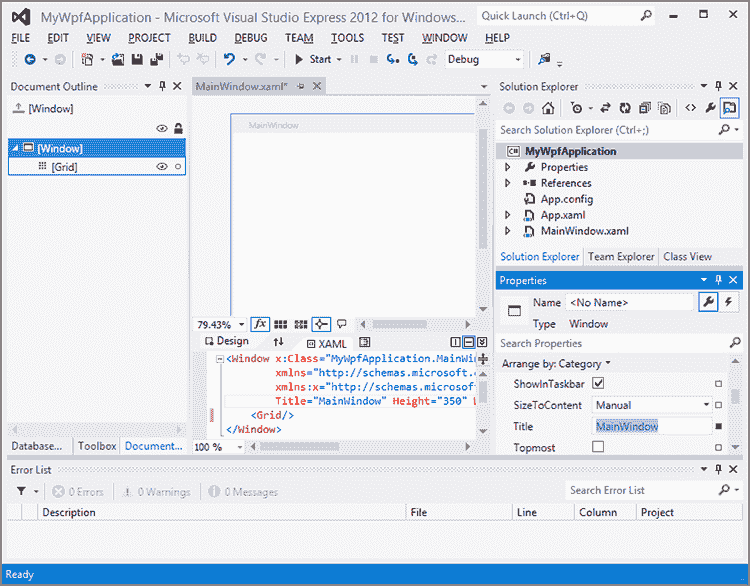 MyWpfApplication - Microsoft Visual Studio Express 2012 for Windows... Quick Launch (Ctrl+Q)
FILE EDIT VIEW PROJECT BUILD DEBUG TEAM TOOLS TEST WINDOW HELP
Start Debug
Document Outline
[Window]
[Window]
[Grid]
Database... Toolbox Document...
MainWindow.xaml*
MainWindow
79.43% fx
Design XAML
<Window x:Class="MyWpfApplication.MainWin
xmlns="http://schemas.microsoft.
xmlns:x="http://schemas.microsof
Title="MainWindow" Height="350" W
<Grid/>
</Window>
100 %
Solution Explorer
Search Solution Explorer (Ctrl+;)
C# MyWpfApplication
Properties
References
App.config
App.xaml
MainWindow.xaml
Solution Explorer Team Explorer Class View
Properties
Name <No Name>
Type Window
Search Properties
Arrange by: Category
ShowInTaskbar
SizeToContent Manual
Title MainWindow
Topmost
Error List
0 Errors 0 Warnings 0 Messages Search Error List
Description File Line Column Project
Ready